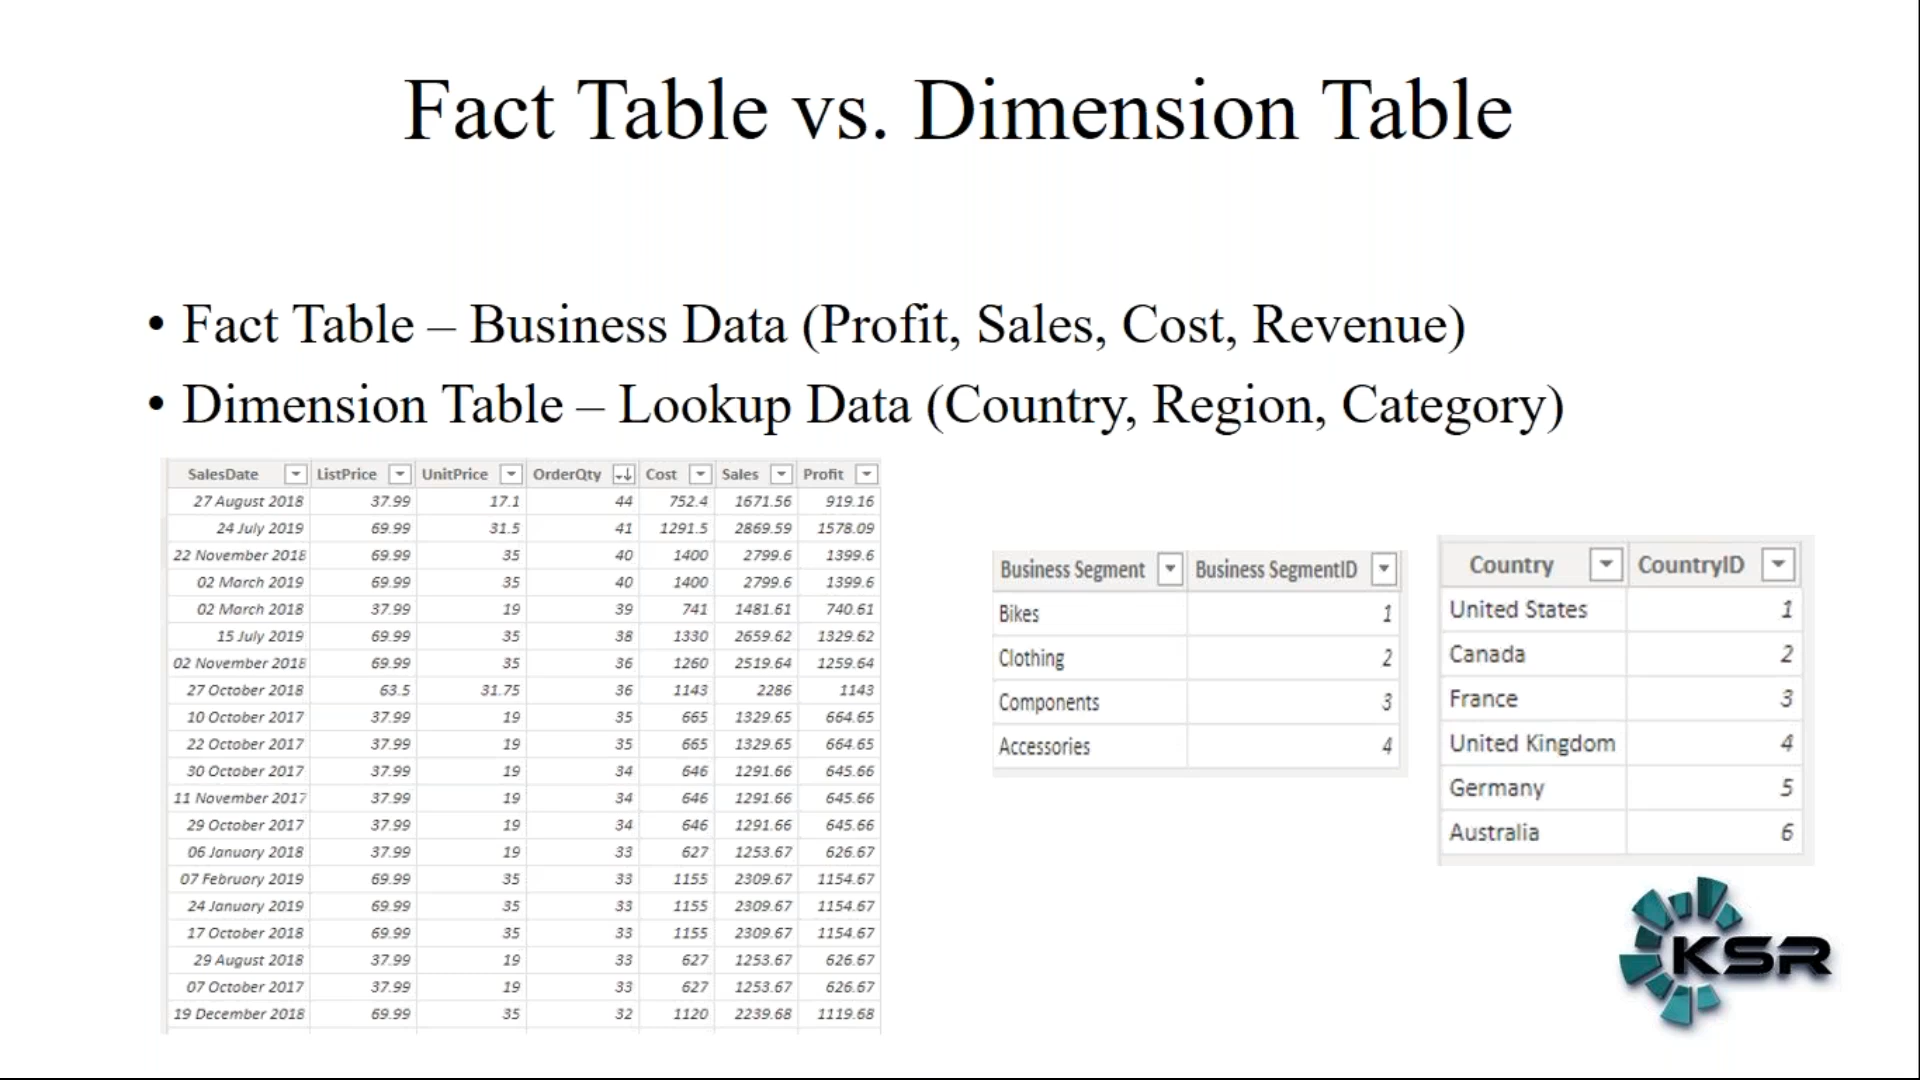 Fact Table vs. Dimension Table
• Fact Table – Business Data (Profit, Sales, Cost, Revenue)
• Dimension Table – Lookup Data (Country, Region, Category)
SalesDate ListPrice UnitPrice OrderQty Cost Sales Profit
27 August 2018 37.99 17.1 44 752.4 1671.56 919.16
24 July 2019 69.99 31.5 41 1291.5 2869.59 1578.09
22 November 2018 69.99 35 40 1400 2799.6 1399.6
02 March 2019 69.99 35 40 1400 2799.6 1399.6
02 March 2018 37.99 19 39 741 1481.61 740.61
15 July 2019 69.99 35 38 1330 2659.62 1329.62
02 November 2018 69.99 35 36 1260 2519.64 1259.64
27 October 2018 63.5 31.75 36 1143 2286 1143
10 October 2017 37.99 19 35 665 1329.65 664.65
22 October 2017 37.99 19 35 665 1329.65 664.65
30 October 2017 37.99 19 34 646 1291.66 645.66
11 November 2017 37.99 19 34 646 1291.66 645.66
29 October 2017 37.99 19 34 646 1291.66 645.66
06 January 2018 37.99 19 33 627 1253.67 626.67
07 February 2019 69.99 35 33 1155 2309.67 1154.67
24 January 2019 69.99 35 33 1155 2309.67 1154.67
17 October 2018 69.99 35 33 1155 2309.67 1154.67
29 August 2018 37.99 19 33 627 1253.67 626.67
07 October 2017 37.99 19 33 627 1253.67 626.67
19 December 2018 69.99 35 32 1120 2239.68 1119.68
Business Segment Business SegmentID
Bikes 1
Clothing 2
Components 3
Accessories 4
Country CountryID
United States 1
Canada 2
France 3
United Kingdom 4
Germany 5
Australia 6
KSR